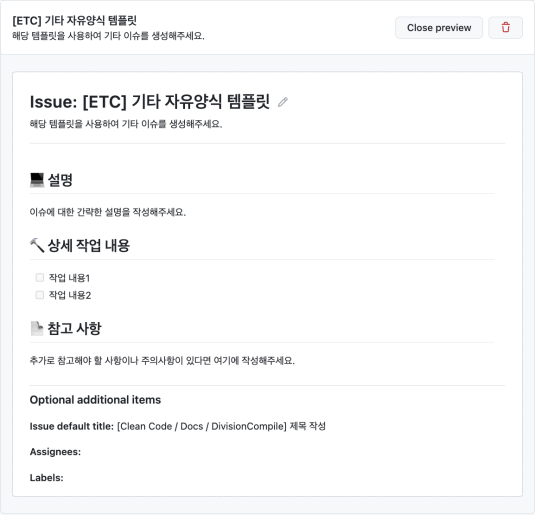 [ETC] 기타 자유양식 템플릿
해당 템플릿을 사용하여 기타 이슈를 생성해주세요.
Close preview
Issue: [ETC] 기타 자유양식 템플릿
해당 템플릿을 사용하여 기타 이슈를 생성해주세요.
💻 설명
이슈에 대한 간략한 설명을 작성해주세요.
🔨 상세 작업 내용
작업 내용1
작업 내용2
📄 참고 사항
추가로 참고해야 할 사항이나 주의사항이 있다면 여기에 작성해주세요.
Optional additional items
Issue default title: [Clean Code / Docs / DivisionCompile] 제목 작성
Assignees:
Labels: